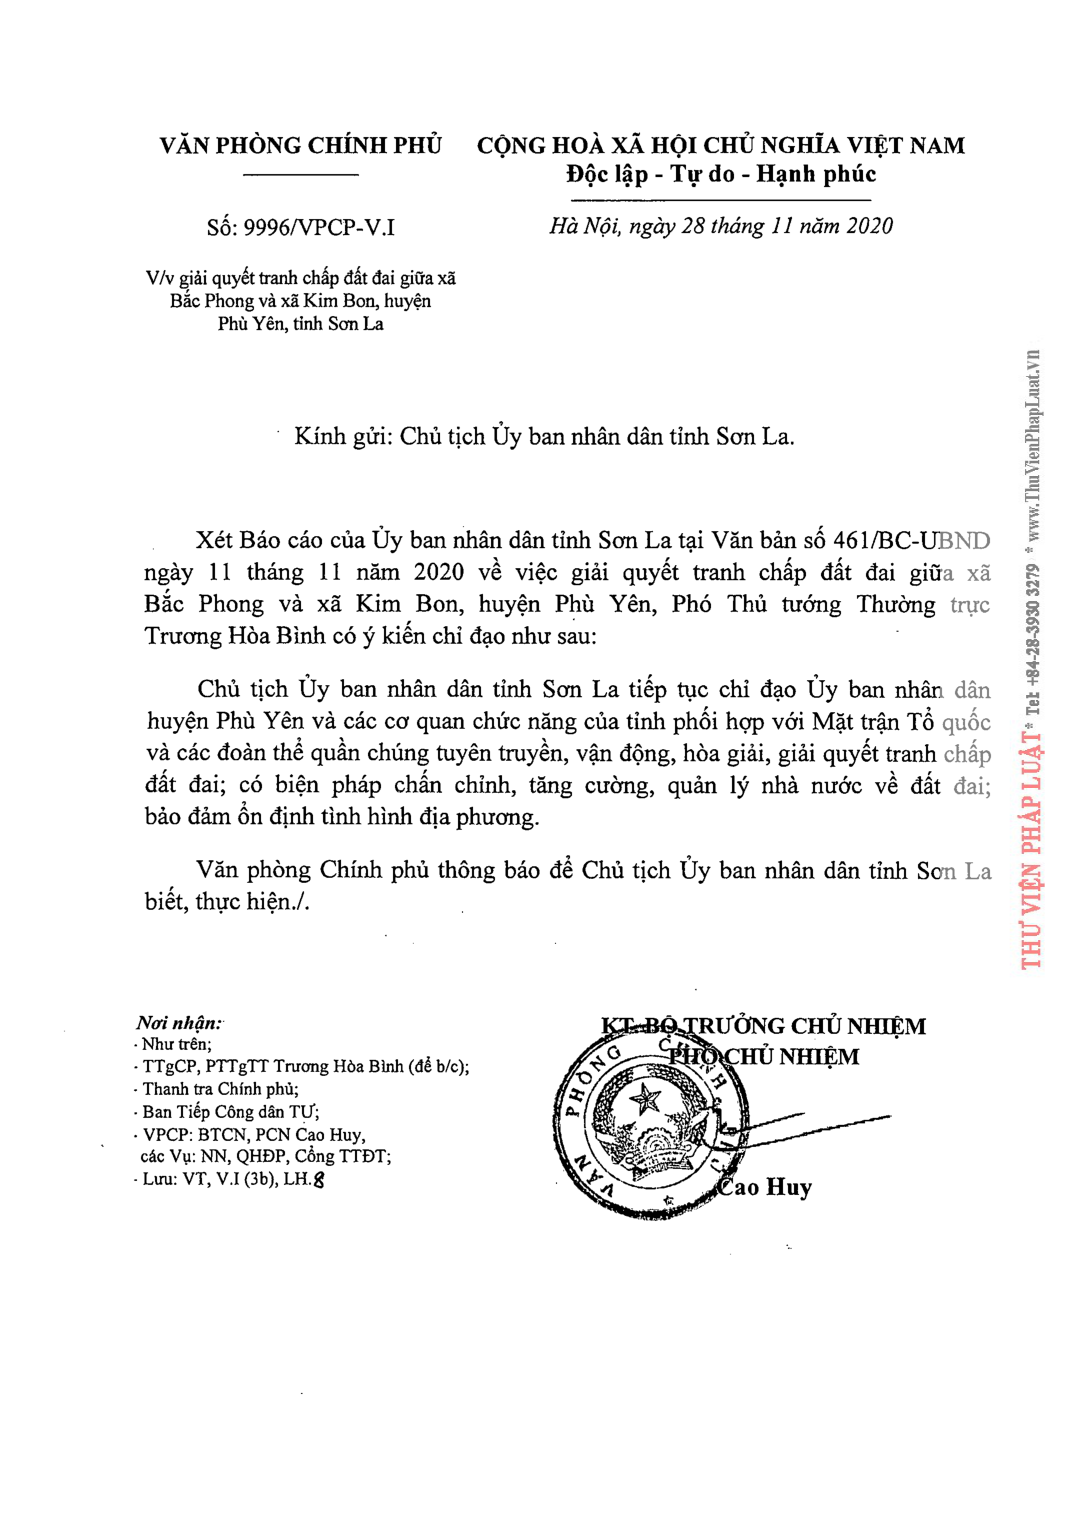 VĂN PHÒNG CHÍNH PHỦ
CỘNG HOÀ XÃ HỘI CHỦ NGHĨA VIỆT NAM
Độc lập - Tự do - Hạnh phúc
Số: 9996/VPCP-V.I
Hà Nội, ngày 28 tháng 11 năm 2020
V/v giải quyết tranh chấp đất đai giữa xã
Bắc Phong và xã Kim Bon, huyện
Phù Yên, tỉnh Sơn La
Kính gửi: Chủ tịch Ủy ban nhân dân tỉnh Sơn La.
Xét Báo cáo của Ủy ban nhân dân tỉnh Sơn La tại Văn bản số 461/BC-UBND
ngày 11 tháng 11 năm 2020 về việc giải quyết tranh chấp đất đai giữa xã
Bắc Phong và xã Kim Bon, huyện Phù Yên, Phó Thủ tướng Thường trực
Trương Hòa Bình có ý kiến chỉ đạo như sau:
Chủ tịch Ủy ban nhân dân tỉnh Sơn La tiếp tục chỉ đạo Ủy ban nhân dân
huyện Phù Yên và các cơ quan chức năng của tỉnh phối hợp với Mặt trận Tổ quốc
và các đoàn thể quần chúng tuyên truyền, vận động, hòa giải, giải quyết tranh chấp
đất đai; có biện pháp chấn chỉnh, tăng cường, quản lý nhà nước về đất đai;
bảo đảm ổn định tình hình địa phương.
Văn phòng Chính phủ thông báo để Chủ tịch Ủy ban nhân dân tỉnh Sơn La
biết, thực hiện./.
Nơi nhận:
- Như trên;
- TTgCP, PTTgTT Trương Hòa Bình (để b/c);
- Thanh tra Chính phủ;
- Ban Tiếp Công dân TƯ;
- VPCP: BTCN, PCN Cao Huy,
các Vụ: NN, QHĐP, Cổng TTĐT;
- Lưu: VT, V.I (3b), LH.8
KT. BỘ TRƯỞNG CHỦ NHIỆM
PHÓ CHỦ NHIỆM
VĂN PHÒNG CHÍNH PHỦ
Cao Huy
THƯ VIỆN PHÁP LUẬT * Tel: +84-28-3930 3279 * www.ThuVienPhapLuat.vn